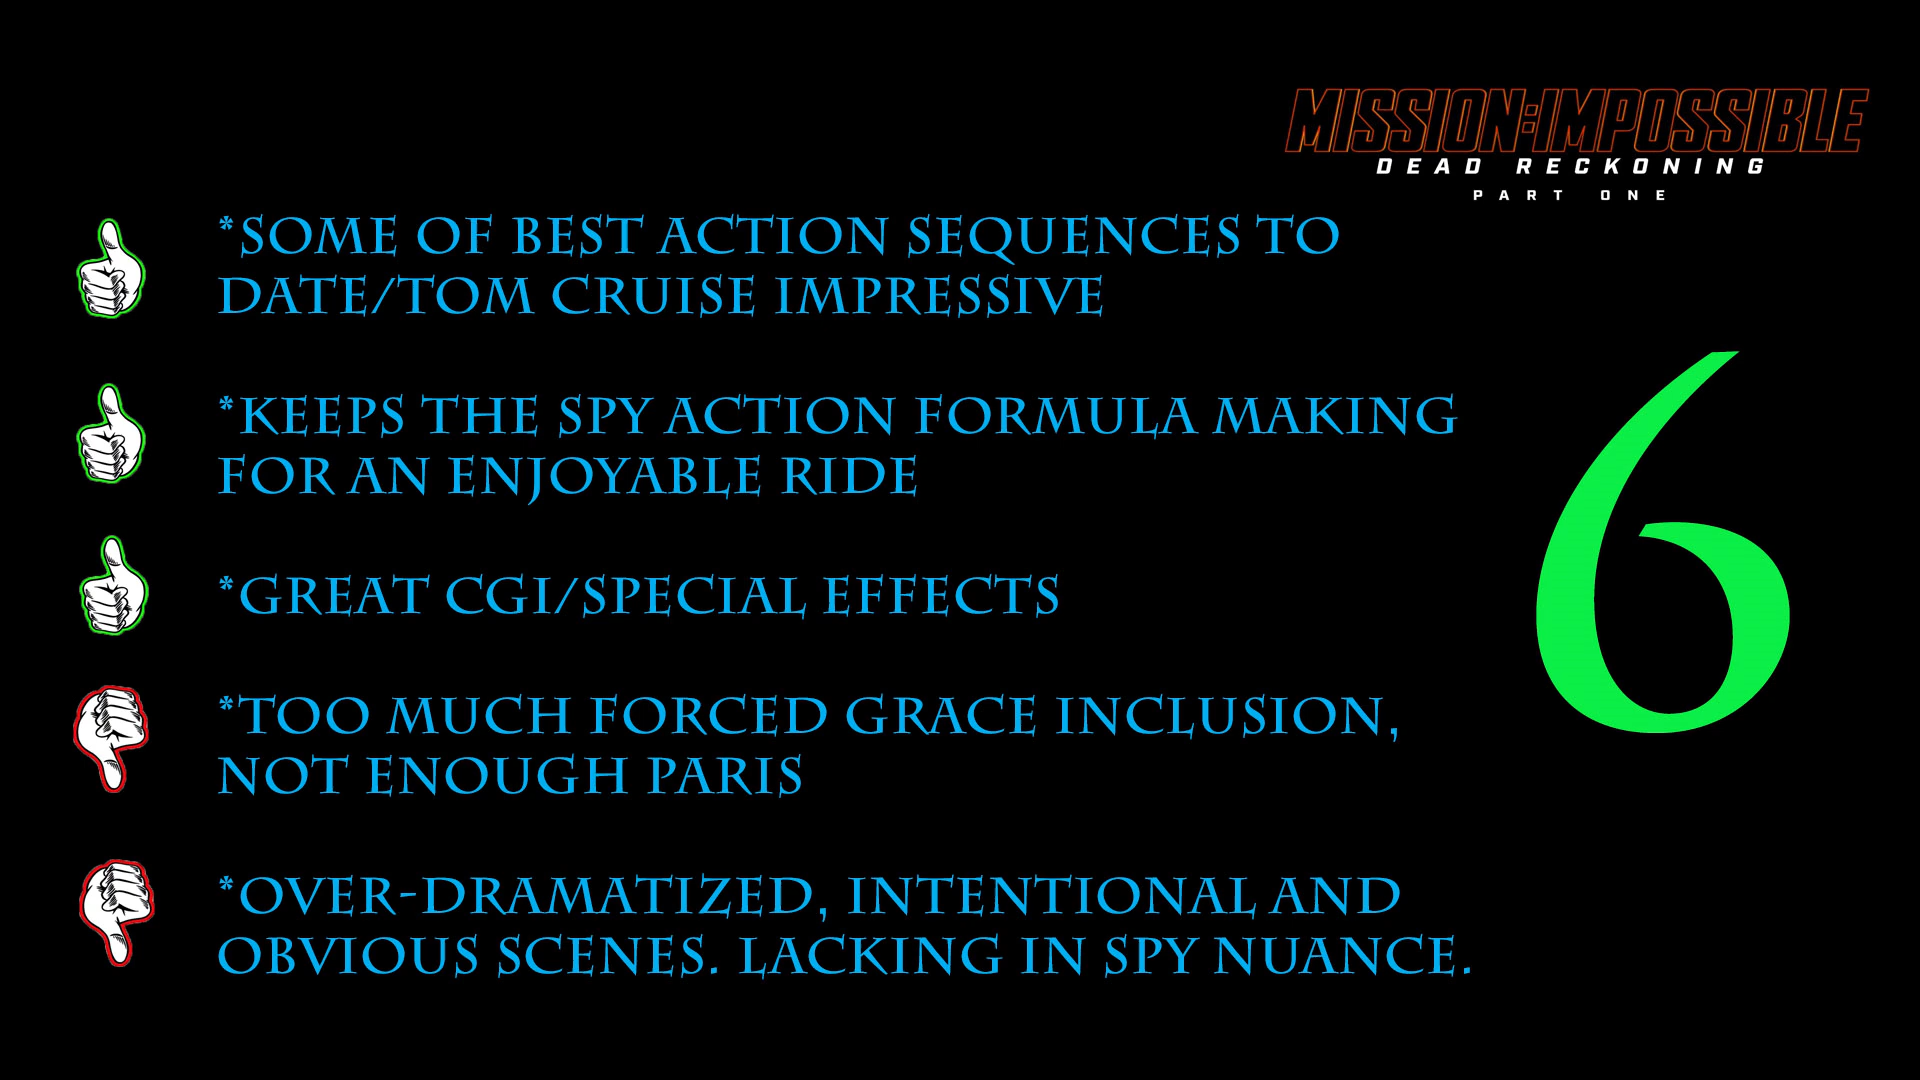 MISSION:IMPOSSIBLE
DEAD RECKONING
PART ONE
*SOME OF BEST ACTION SEQUENCES TO
DATE/TOM CRUISE IMPRESSIVE
*KEEPS THE SPY ACTION FORMULA MAKING
FOR AN ENJOYABLE RIDE
*GREAT CGI/SPECIAL EFFECTS
*TOO MUCH FORCED GRACE INCLUSION,
NOT ENOUGH PARIS
*OVER-DRAMATIZED, INTENTIONAL AND
OBVIOUS SCENES. LACKING IN SPY NUANCE.
6